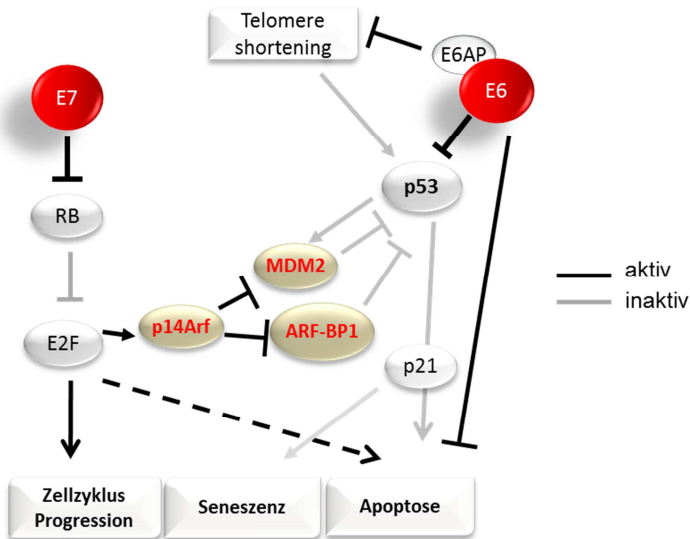 Telomere
shortening
E6AP
E6
E7
p53
RB
MDM2
aktiv
inaktiv
p14Arf
ARF-BP1
E2F
p21
Zellzyklus
Progression
Seneszenz
Apoptose